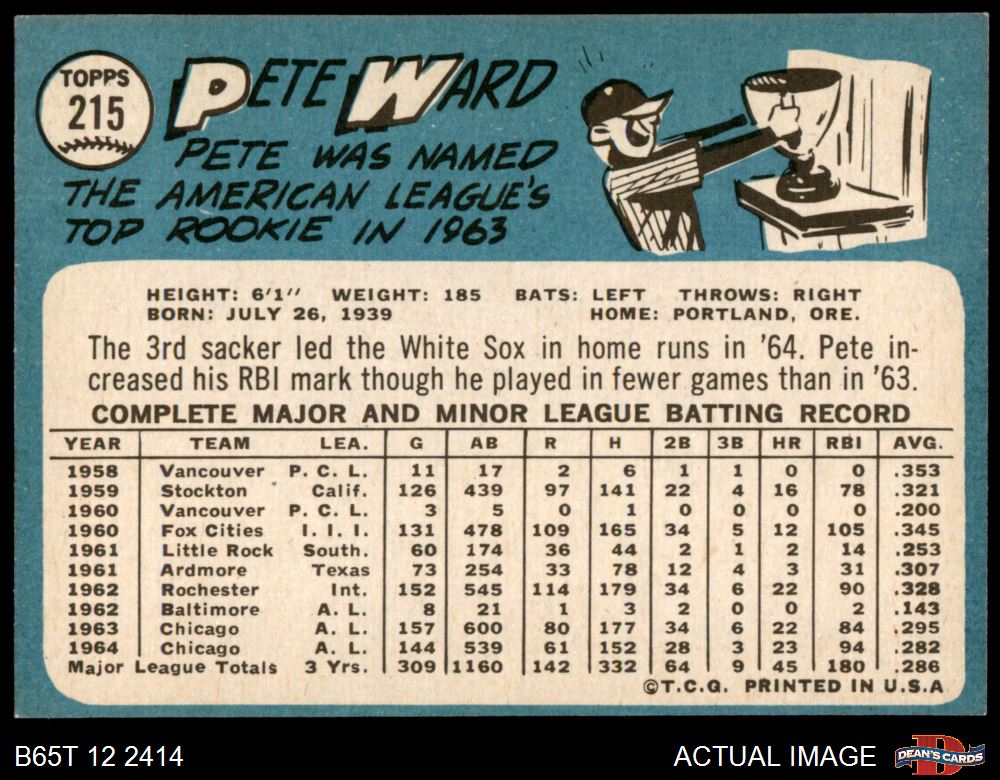 TOPPS
215
PETE WARD
PETE WAS NAMED
THE AMERICAN LEAGUE'S
TOP ROOKIE IN 1963
HEIGHT: 6'1" WEIGHT: 185 BATS: LEFT THROWS: RIGHT
BORN: JULY 26, 1939 HOME: PORTLAND, ORE.
The 3rd sacker led the White Sox in home runs in '64. Pete in-
creased his RBI mark though he played in fewer games than in '63.
COMPLETE MAJOR AND MINOR LEAGUE BATTING RECORD
YEAR TEAM LEA. G AB R H 2B 3B HR RBI AVG.
1958 Vancouver P. C. L. 11 17 2 6 1 1 0 0 .353
1959 Stockton Calif. 126 439 97 141 22 4 16 78 .321
1960 Vancouver P. C. L. 3 5 0 1 0 0 0 0 .200
1960 Fox Cities I. I. I. 131 478 109 165 34 5 12 105 .345
1961 Little Rock South. 60 174 36 44 2 1 2 14 .253
1961 Ardmore Texas 73 254 33 78 12 4 3 31 .307
1962 Rochester Int. 152 545 114 179 34 6 22 90 .328
1962 Baltimore A. L. 8 21 1 3 2 0 0 2 .143
1963 Chicago A. L. 157 600 80 177 34 6 22 84 .295
1964 Chicago A. L. 144 539 61 152 28 3 23 94 .282
Major League Totals 3 Yrs. 309 1160 142 332 64 9 45 180 .286
©T.C.G. PRINTED IN U.S.A
B65T 12 2414
ACTUAL IMAGE
D
DEAN'S CARDS